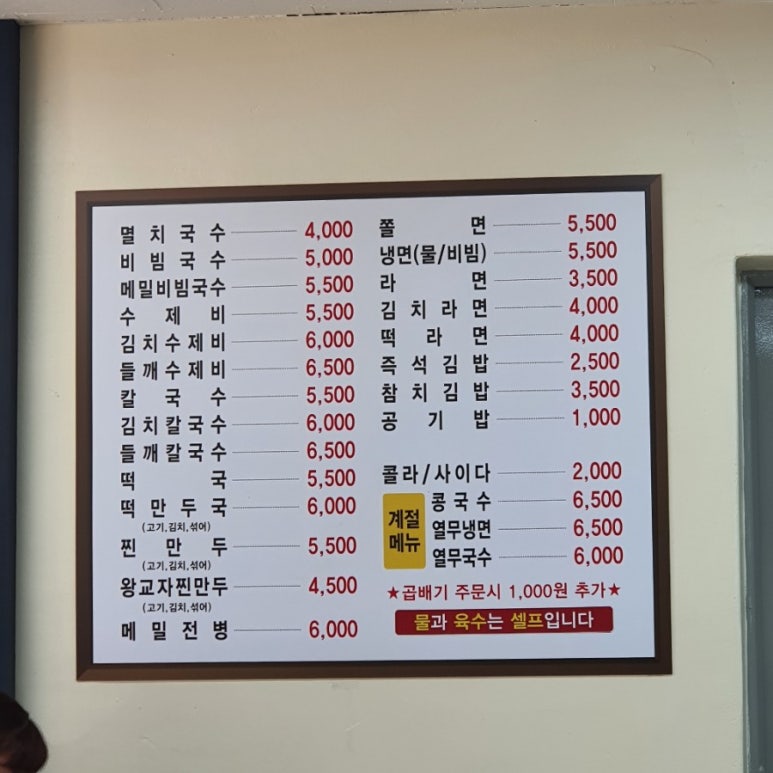 멸치국수 4,000
비빔국수 5,000
메밀비빔국수 5,500
수제비 5,500
김치수제비 6,000
들깨수제비 6,500
칼국수 5,500
김치칼국수 6,000
들깨칼국수 6,500
떡국 5,500
떡만두국 6,000
(고기,김치,섞어)
찐만두 5,500
(고기,김치,섞어)
왕교자찐만두 4,500
(고기,김치,섞어)
메밀전병 6,000
쫄면 5,500
냉면(물/비빔) 5,500
라면 3,500
김치라면 4,000
떡라면 4,000
즉석김밥 2,500
참치김밥 3,500
공기밥 1,000
콜라/사이다 2,000
계절
메뉴
콩국수 6,500
열무냉면 6,500
열무국수 6,000
★곱배기 주문시 1,000원 추가★
물과 육수는 셀프입니다